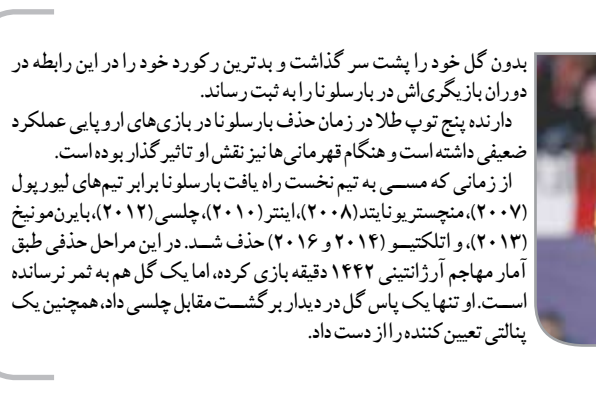 بدون گل خود را پشت سر گذاشت و بدترین رکورد خود را در این رابطه در
دوران بازیگری‌اش در بارسلونا را به ثبت رساند.
دارنده پنج توپ طلا در زمان حذف بارسلونا در بازی‌های اروپایی عملکرد
ضعیفی داشته است و هنگام قهرمانی‌ها نیز نقش او تاثیر گذار بوده است.
از زمانی که مســی به تیم نخست راه یافت بارسلونا برابر تیم‌های لیورپول
(۲۰۰۷)، منچستریونایتد(۲۰۰۸)،اینتر (۲۰۱۰)، چلسی (۲۰۱۲)، بایرن‌مونیخ
(۲۰۱۳)، و اتلکتیــو (۲۰۱۴ و ۲۰۱۶) حذف شــد. در این مراحل حذفی طبق
آمار مهاجم آرژانتینی ۱۴۴۲ دقیقه بازی کرده، اما یک گل هم به ثمر نرسانده
اســت. او تنها یک پاس گل در دیدار برگشــت مقابل چلسی داد، همچنین یک
پنالتی تعیین کننده را از دست داد.